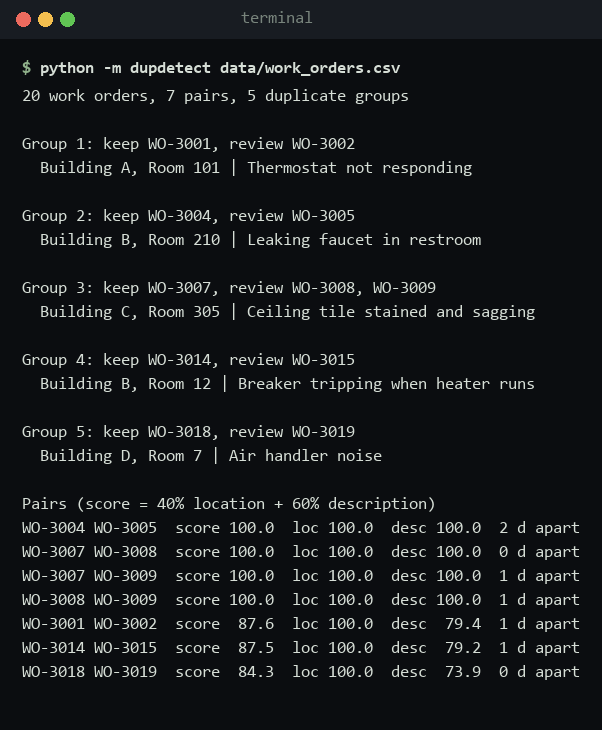 terminal
$ python -m dupdetect data/work_orders.csv
20 work orders, 7 pairs, 5 duplicate groups
Group 1: keep WO-3001, review WO-3002
Building A, Room 101 | Thermostat not responding
Group 2: keep WO-3004, review WO-3005
Building B, Room 210 | Leaking faucet in restroom
Group 3: keep WO-3007, review WO-3008, WO-3009
Building C, Room 305 | Ceiling tile stained and sagging
Group 4: keep WO-3014, review WO-3015
Building B, Room 12 | Breaker tripping when heater runs
Group 5: keep WO-3018, review WO-3019
Building D, Room 7 | Air handler noise
Pairs (score = 40% location + 60% description)
WO-3004 WO-3005  score 100.0  loc 100.0  desc 100.0  2 d apart
WO-3007 WO-3008  score 100.0  loc 100.0  desc 100.0  0 d apart
WO-3007 WO-3009  score 100.0  loc 100.0  desc 100.0  1 d apart
WO-3008 WO-3009  score 100.0  loc 100.0  desc 100.0  1 d apart
WO-3001 WO-3002  score  87.6  loc 100.0  desc  79.4  1 d apart
WO-3014 WO-3015  score  87.5  loc 100.0  desc  79.2  1 d apart
WO-3018 WO-3019  score  84.3  loc 100.0  desc  73.9  0 d apart